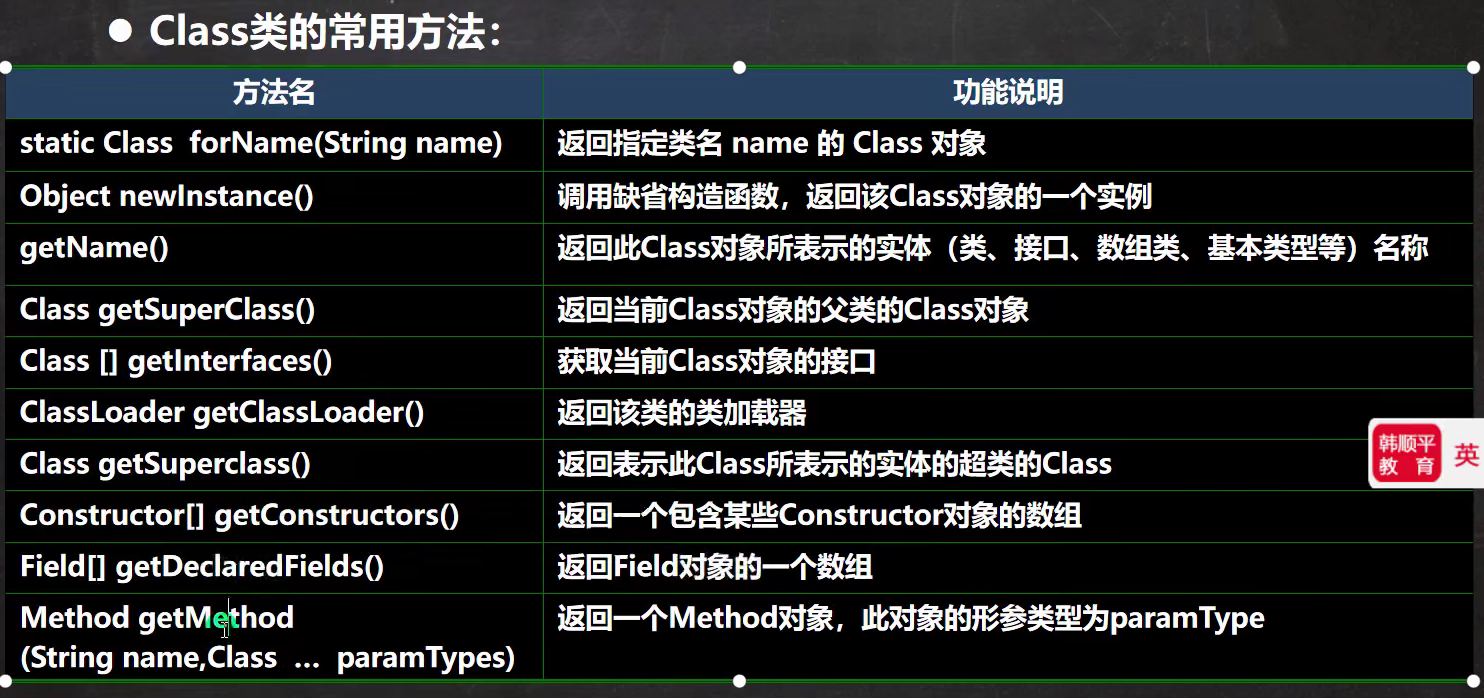 ● Class类的常用方法：
方法名 功能说明
static Class forName(String name) 返回指定类名 name 的 Class 对象
Object newInstance() 调用缺省构造函数，返回该Class对象的一个实例
getName() 返回此Class对象所表示的实体（类、接口、数组类、基本类型等）名称
Class getSuperClass() 返回当前Class对象的父类的Class对象
Class [] getInterfaces() 获取当前Class对象的接口
ClassLoader getClassLoader() 返回该类的类加载器
Class getSuperclass() 返回表示此Class所表示的实体的超类的Class
Constructor[] getConstructors() 返回一个包含某些Constructor对象的数组
Field[] getDeclaredFields() 返回Field对象的一个数组
Method getMethod 返回一个Method对象，此对象的形参类型为paramType
(String name,Class … paramTypes)
韩顺平
教 育
英